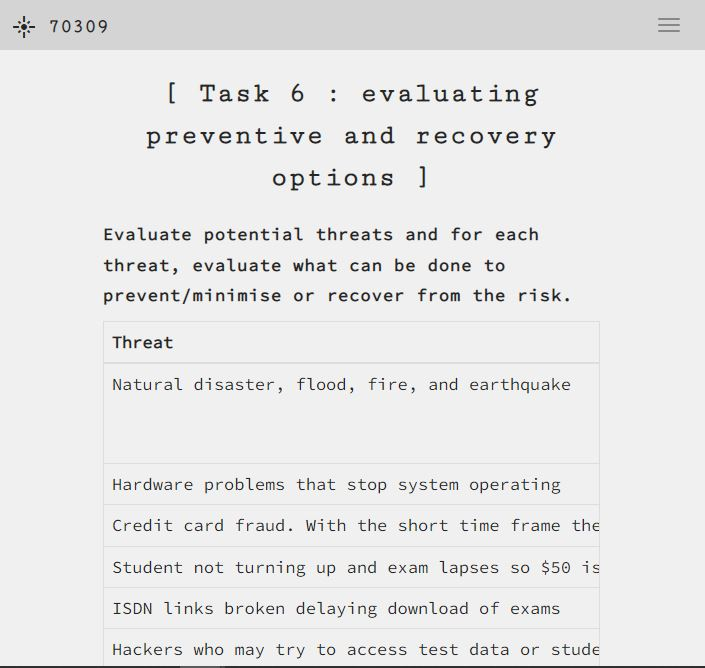 70309
[ Task 6 : evaluating
preventive and recovery
options ]
Evaluate potential threats and for each
threat, evaluate what can be done to
prevent/minimise or recover from the risk.
Threat
Natural disaster, flood, fire, and earthquake
Hardware problems that stop system operating
Credit card fraud. With the short time frame the
Student not turning up and exam lapses so $50 is
ISDN links broken delaying download of exams
Hackers who may try to access test data or stude